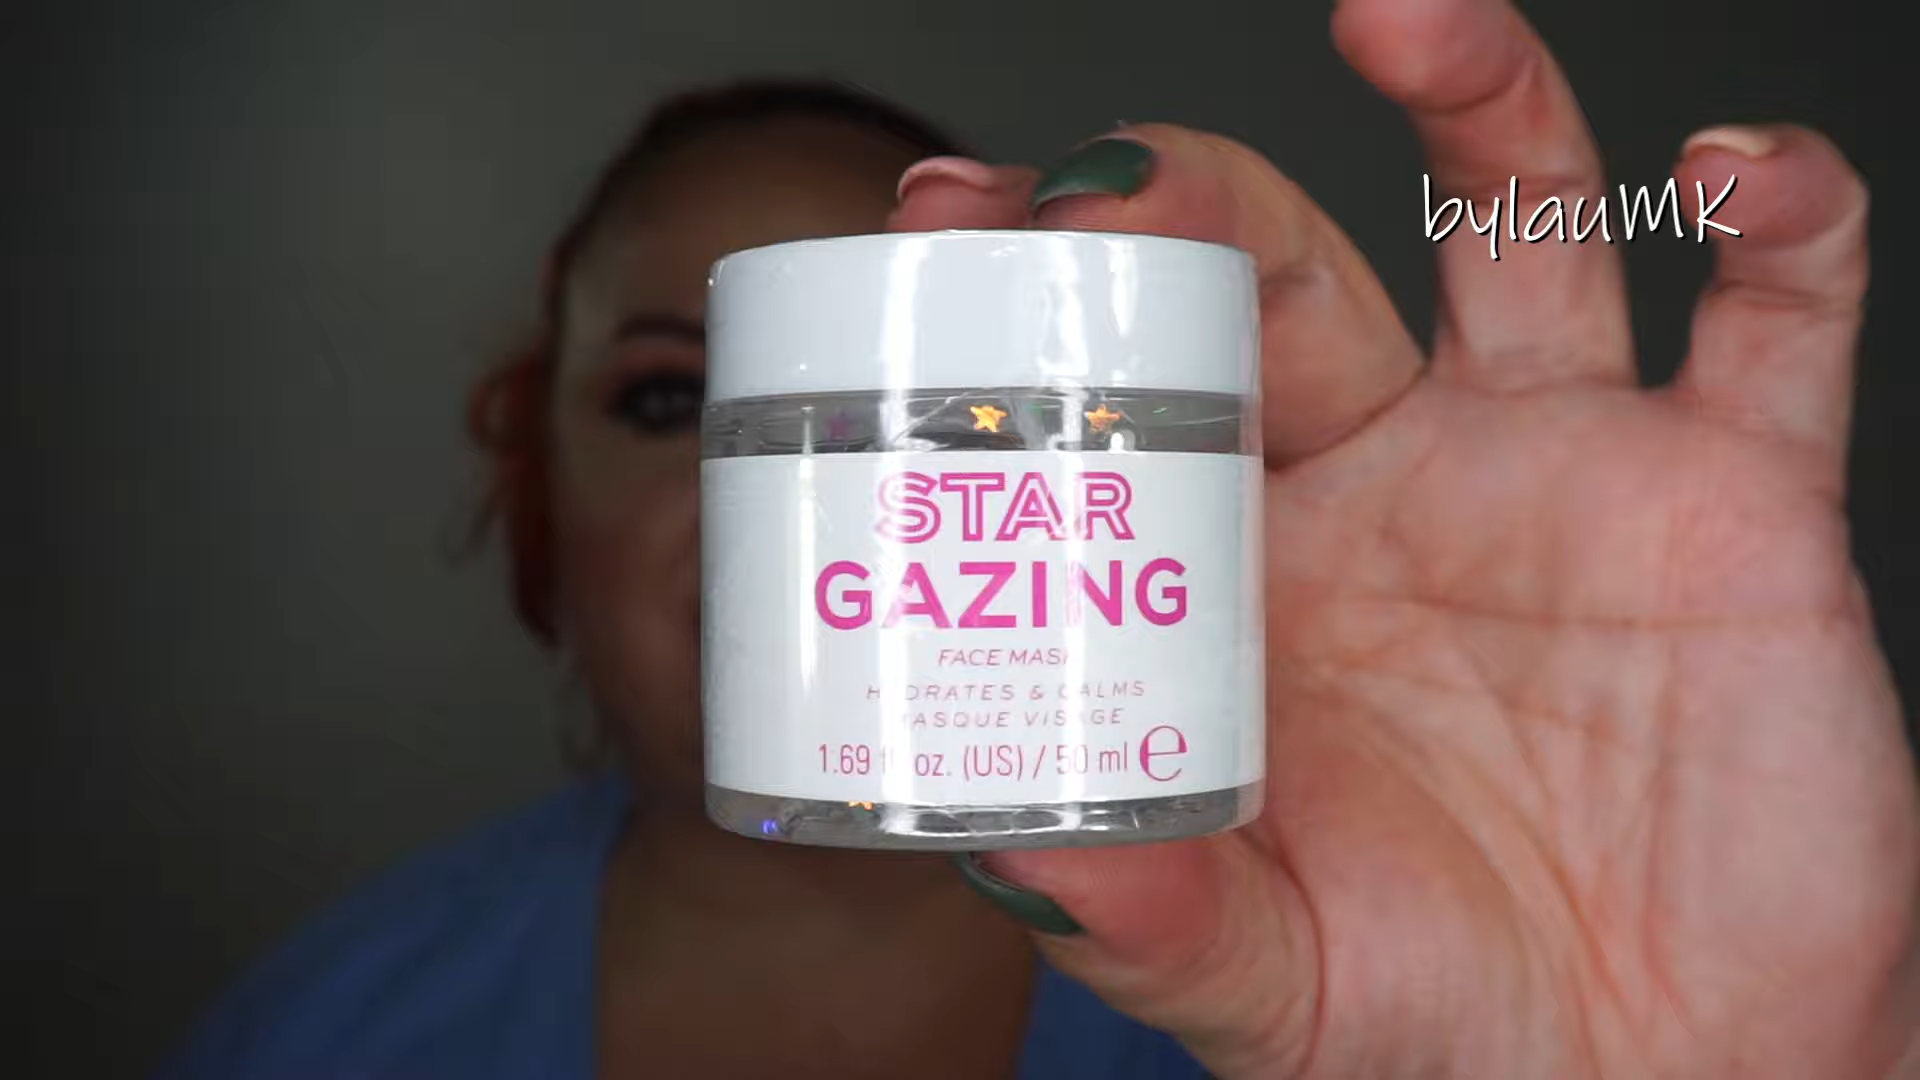 bylauMK
STAR
GAZING
FACE MASK
HYDRATES & CALMS
MASQUE VISAGE
1.69 fl oz. (US) / 50 ml e